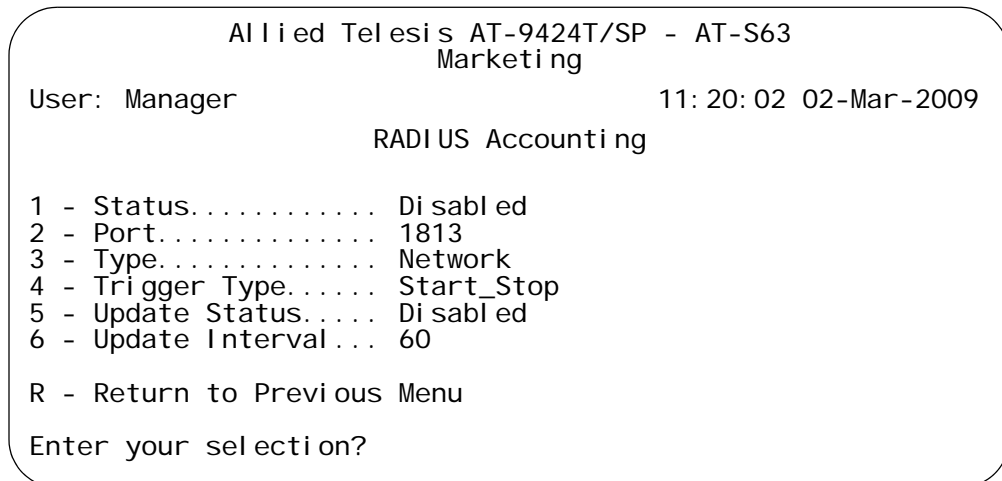 Allied Telesis AT-9424T/SP - AT-S63
Marketing
User: Manager 11:20:02 02-Mar-2009
RADIUS Accounting
1 - Status............ Disabled
2 - Port.............. 1813
3 - Type.............. Network
4 - Trigger Type...... Start_Stop
5 - Update Status..... Disabled
6 - Update Interval... 60
R - Return to Previous Menu
Enter your selection?